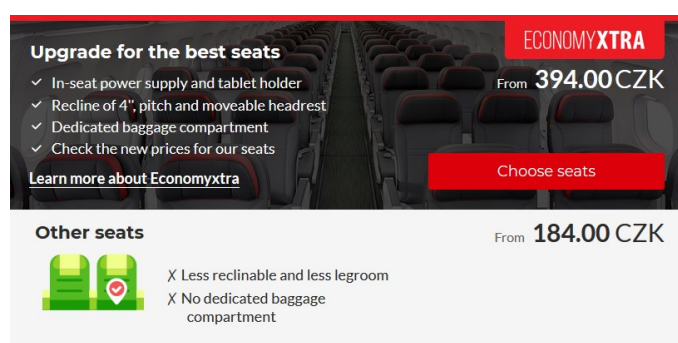 ECONOMYXTRA
Upgrade for the best seats
From 394.00 CZK
✓ In-seat power supply and tablet holder
✓ Recline of 4", pitch and moveable headrest
✓ Dedicated baggage compartment
✓ Check the new prices for our seats
Learn more about Economyxtra
Choose seats
Other seats
From 184.00 CZK
✗ Less reclinable and less legroom
✗ No dedicated baggage
compartment